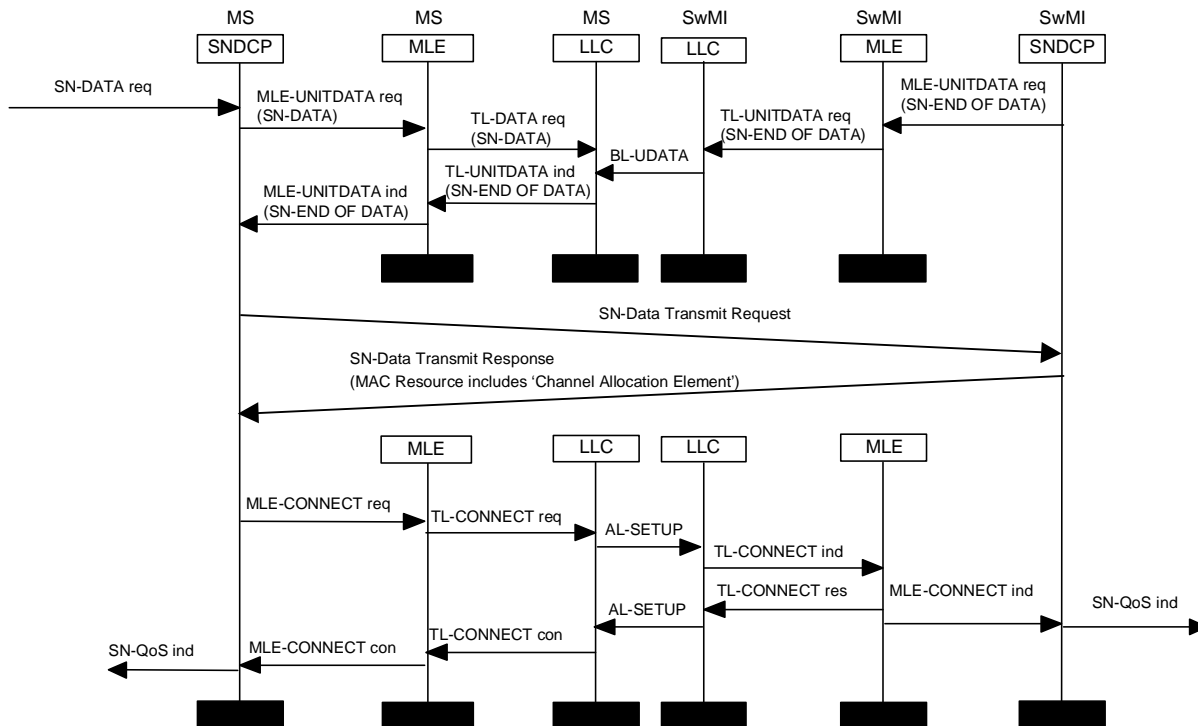 MS MS MS SwMI SwMI SwMI
SNDCP MLE LLC LLC MLE SNDCP
SN-DATA req
MLE-UNITDATA req
(SN-DATA)
TL-DATA req
(SN-DATA)
MLE-UNITDATA req
(SN-END OF DATA)
TL-UNITDATA req
(SN-END OF DATA)
BL-UDATA
TL-UNITDATA ind
(SN-END OF DATA)
MLE-UNITDATA ind
(SN-END OF DATA)
SN-Data Transmit Request
SN-Data Transmit Response
(MAC Resource includes ‘Channel Allocation Element’)
MLE LLC LLC MLE
MLE-CONNECT req
TL-CONNECT req
AL-SETUP
TL-CONNECT ind
TL-CONNECT res
MLE-CONNECT ind
SN-QoS ind
AL-SETUP
TL-CONNECT con
MLE-CONNECT con
SN-QoS ind